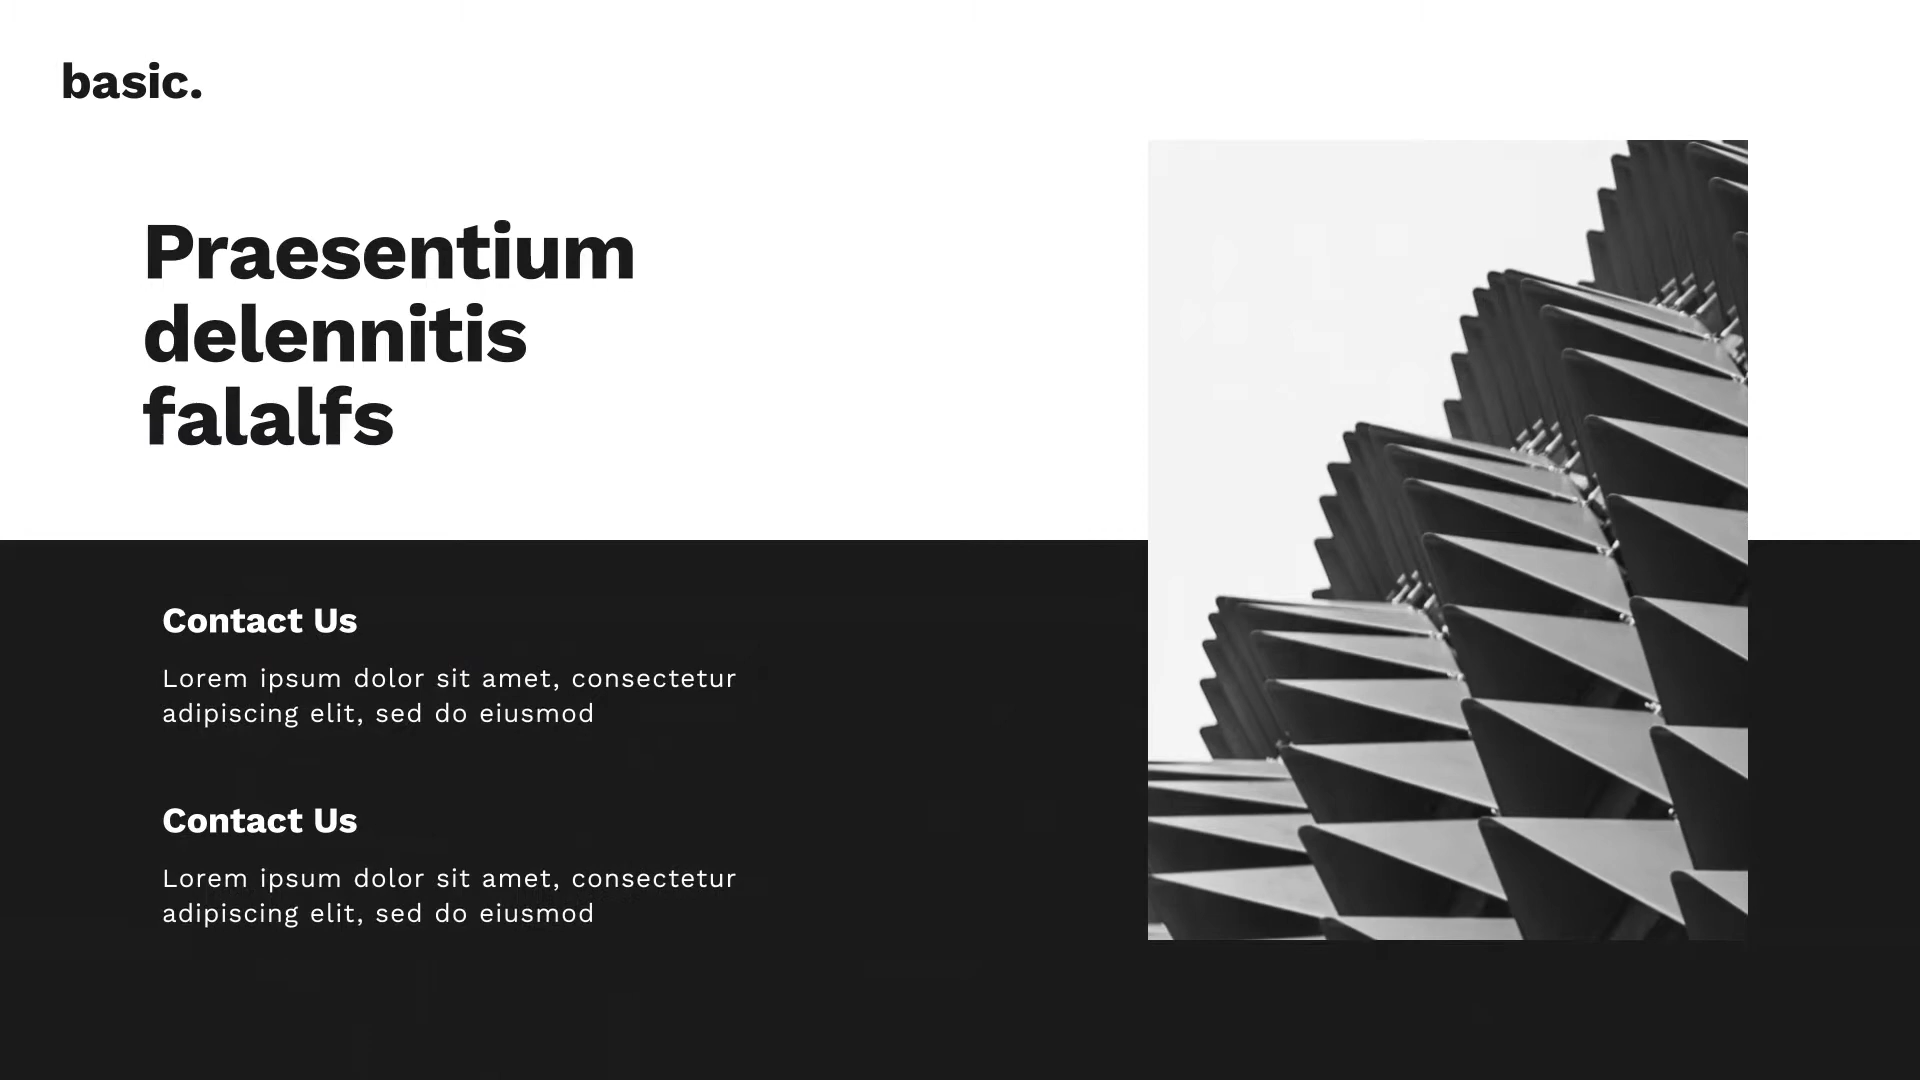 basic.
Praesentium
delennitis
falalfs
Contact Us
Lorem ipsum dolor sit amet, consectetur
adipiscing elit, sed do eiusmod
Contact Us
Lorem ipsum dolor sit amet, consectetur
adipiscing elit, sed do eiusmod